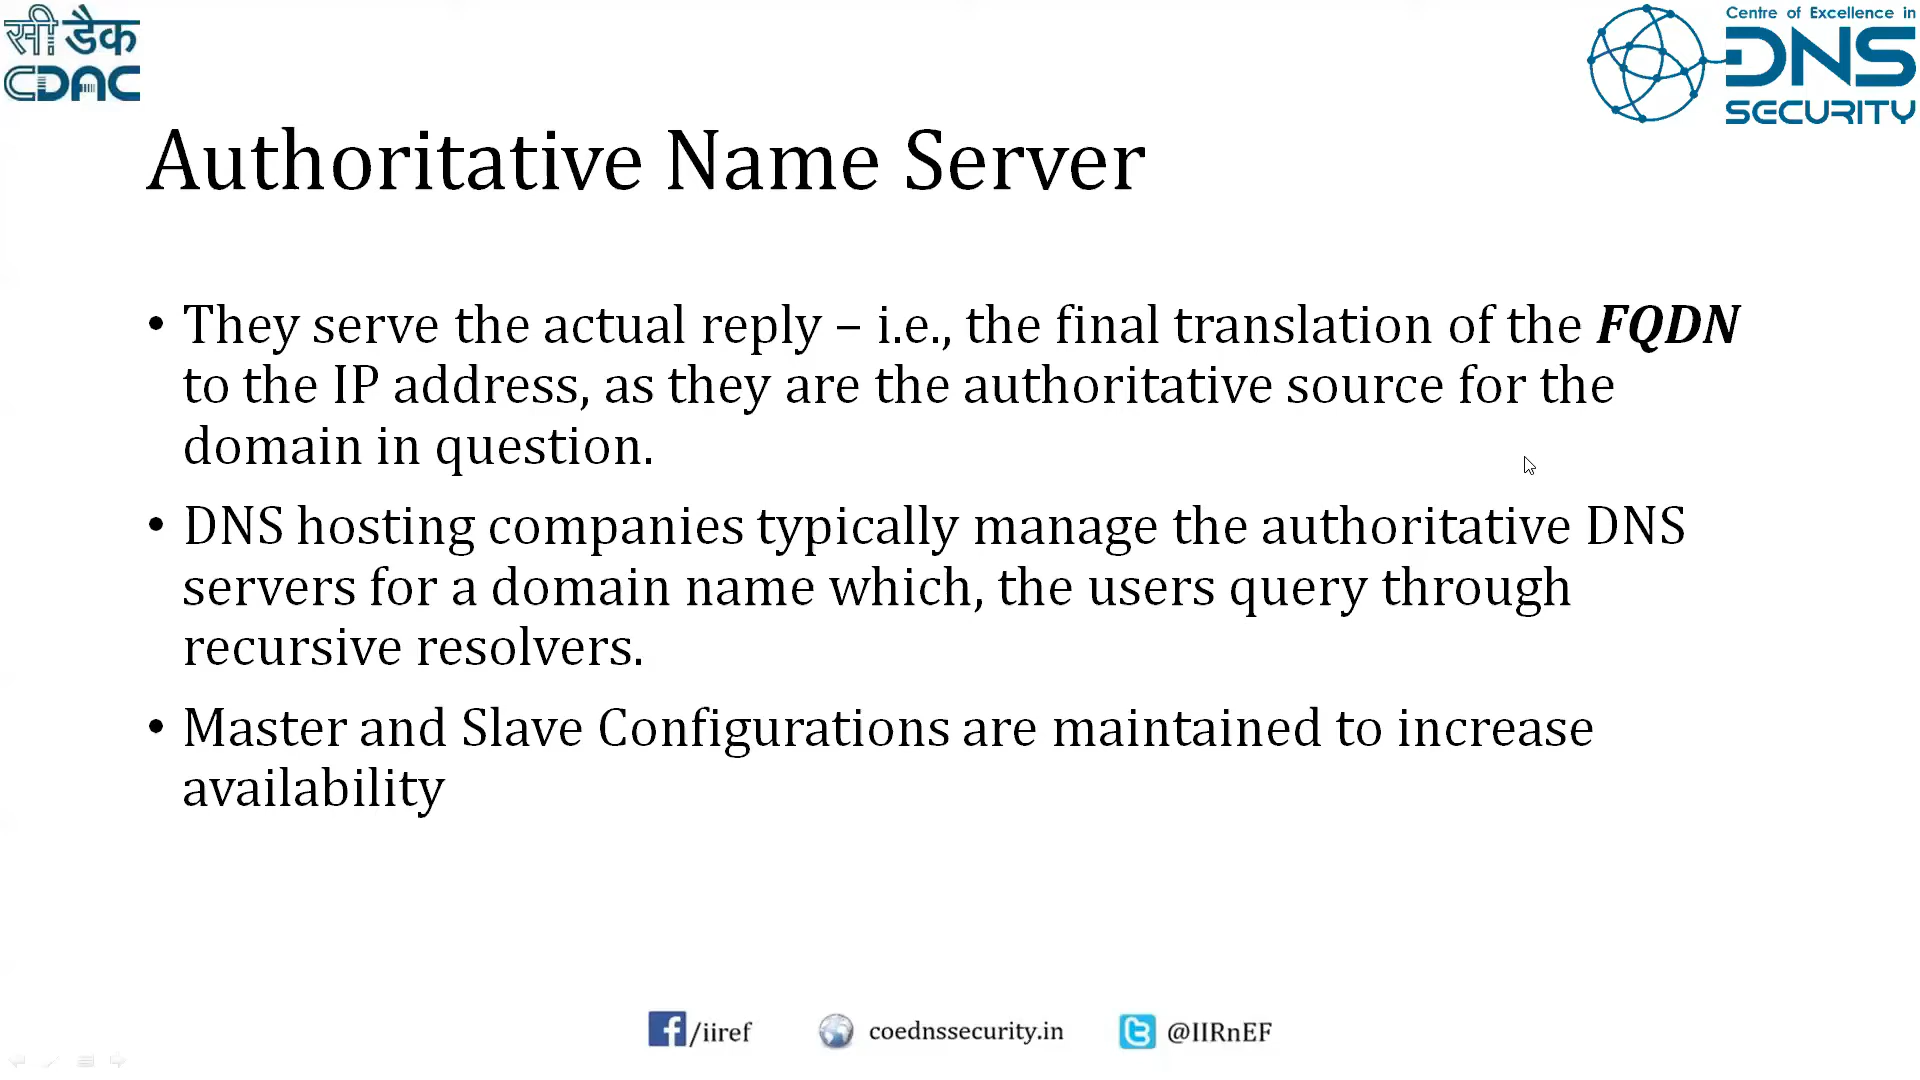 सी डैक
CDAC
Centre of Excellence in
DNS
SECURITY
Authoritative Name Server
• They serve the actual reply – i.e., the final translation of the FQDN
to the IP address, as they are the authoritative source for the
domain in question.
• DNS hosting companies typically manage the authoritative DNS
servers for a domain name which, the users query through
recursive resolvers.
• Master and Slave Configurations are maintained to increase
availability
/iiref
coednssecurity.in
@IIRnEF